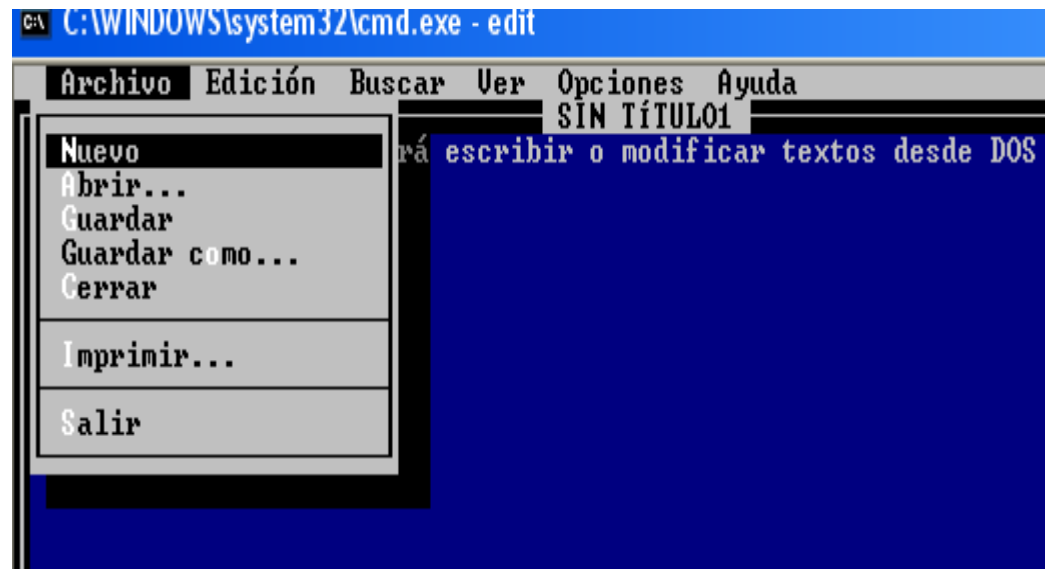 C:\WINDOWS\system32\cmd.exe - edit
Archivo Edición Buscar Ver Opciones Ayuda
SIN TíTULO1
Nuevo
rá escribir o modificar textos desde DOS
Abrir...
Guardar
Guardar como...
Cerrar
Imprimir...
Salir